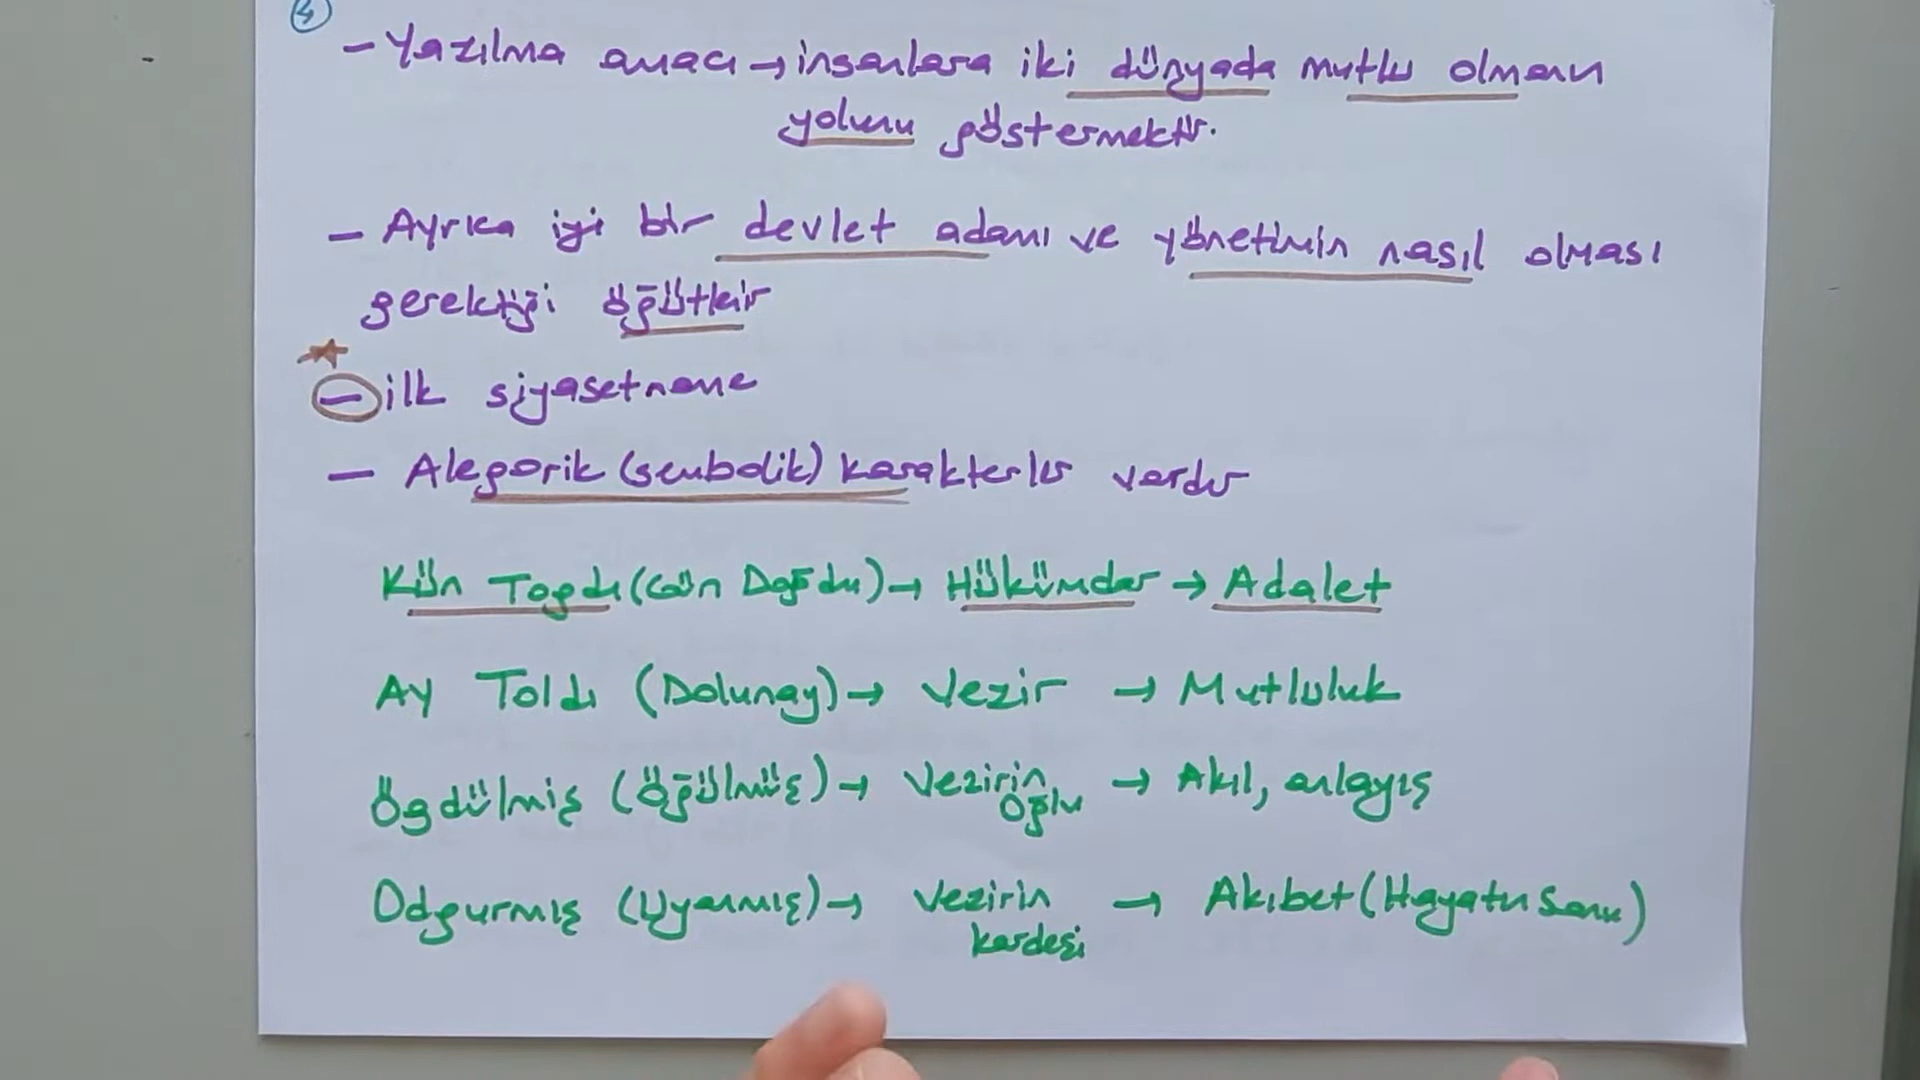 4
- Yazılma amacı → insanlara iki dünyada mutlu olmanın
yolunu göstermektir.
- Ayrıca iyi bir devlet adamı ve yönetimin nasıl olması
gerektiği öğütleir
- ilk siyasetname
- Alegorik (sembolik) karakterler vardır
Kün Togdı (Gün Doğdu) → Hükümdar → Adalet
Ay Toldı (Dolunay) → Vezir → Mutluluk
Ögdülmiş (Öğülmüş) → Vezirin oğlu → Akıl, anlayış
Odgurmış (Uyanmış) → Vezirin kardeşi → Akıbet (Hayatın Sonu)